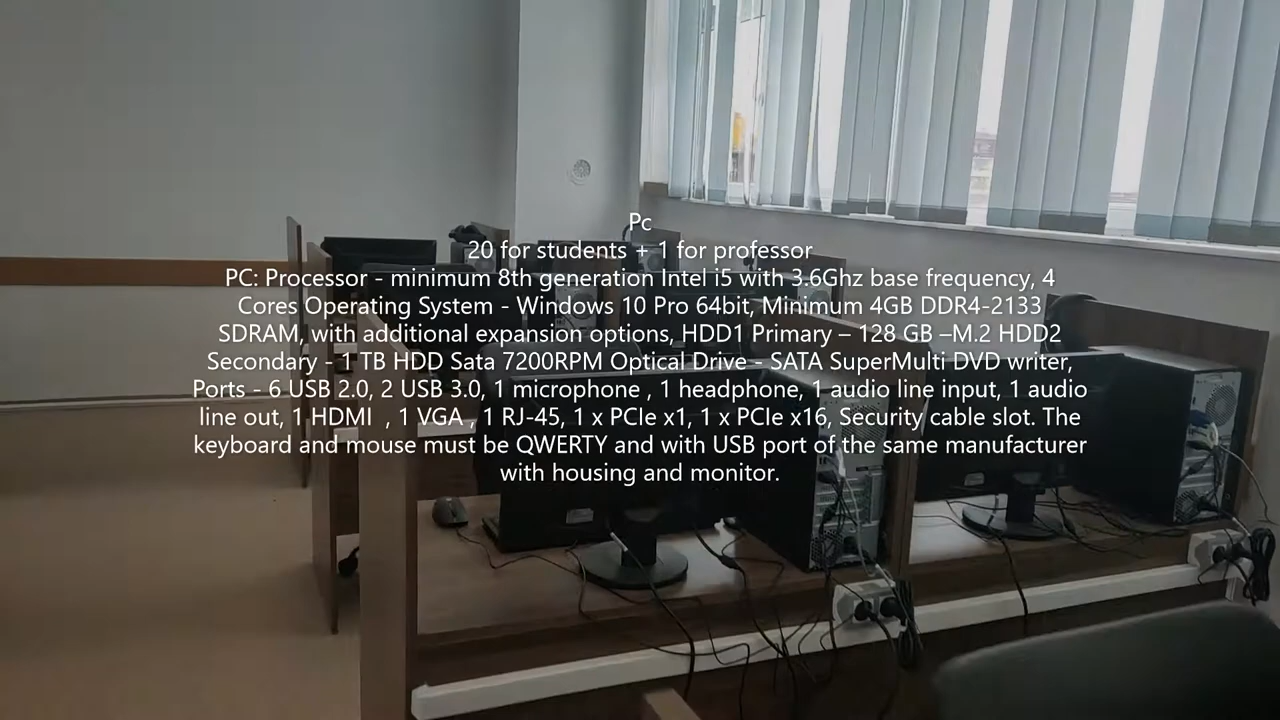 Pc
20 for students + 1 for professor
PC: Processor - minimum 8th generation Intel i5 with 3.6Ghz base frequency, 4
Cores Operating System - Windows 10 Pro 64bit, Minimum 4GB DDR4-2133
SDRAM, with additional expansion options, HDD1 Primary – 128 GB –M.2 HDD2
Secondary - 1 TB HDD Sata 7200RPM Optical Drive - SATA SuperMulti DVD writer,
Ports - 6 USB 2.0, 2 USB 3.0, 1 microphone , 1 headphone, 1 audio line input, 1 audio
line out, 1 HDMI  , 1 VGA , 1 RJ-45, 1 x PCIe x1, 1 x PCIe x16, Security cable slot. The
keyboard and mouse must be QWERTY and with USB port of the same manufacturer
with housing and monitor.